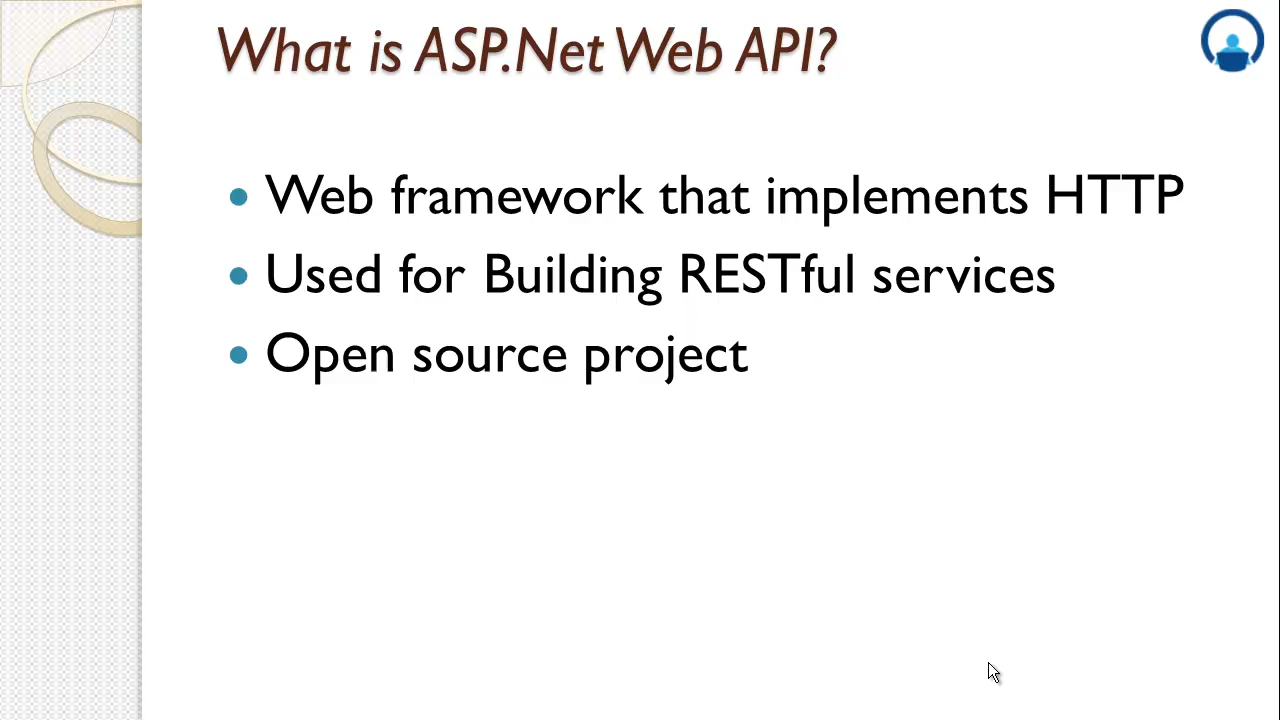 What is ASP.Net Web API?
Web framework that implements HTTP
Used for Building RESTful services
Open source project